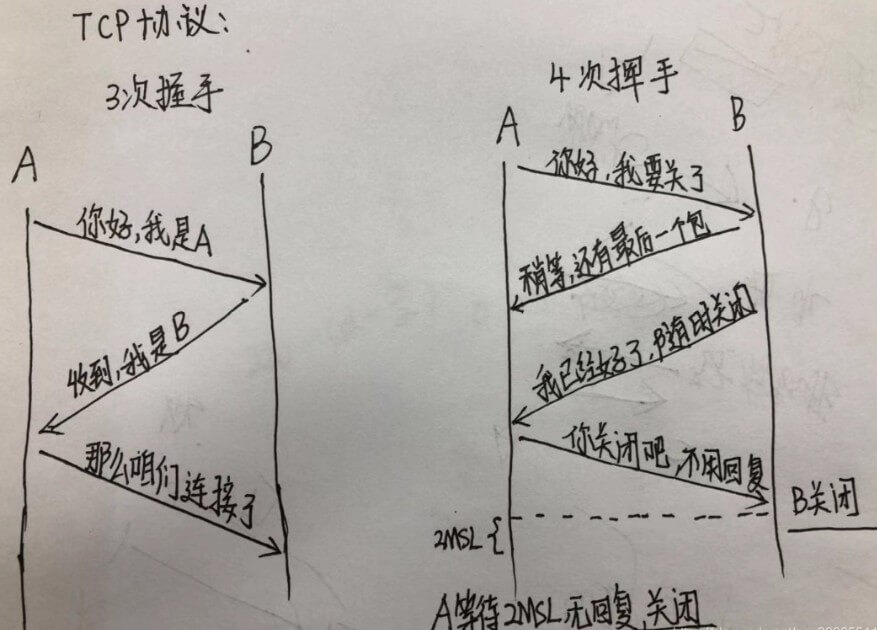 TCP协议:
3次握手
A
B
你好,我是A
收到,我是B
那么咱们连接了
4次挥手
A
B
你好,我要关了
稍等,还有最后一个包
我已经好了,随时关闭
你关闭吧,不用回复
B关闭
2MSL
A等待2MSL无回复,关闭